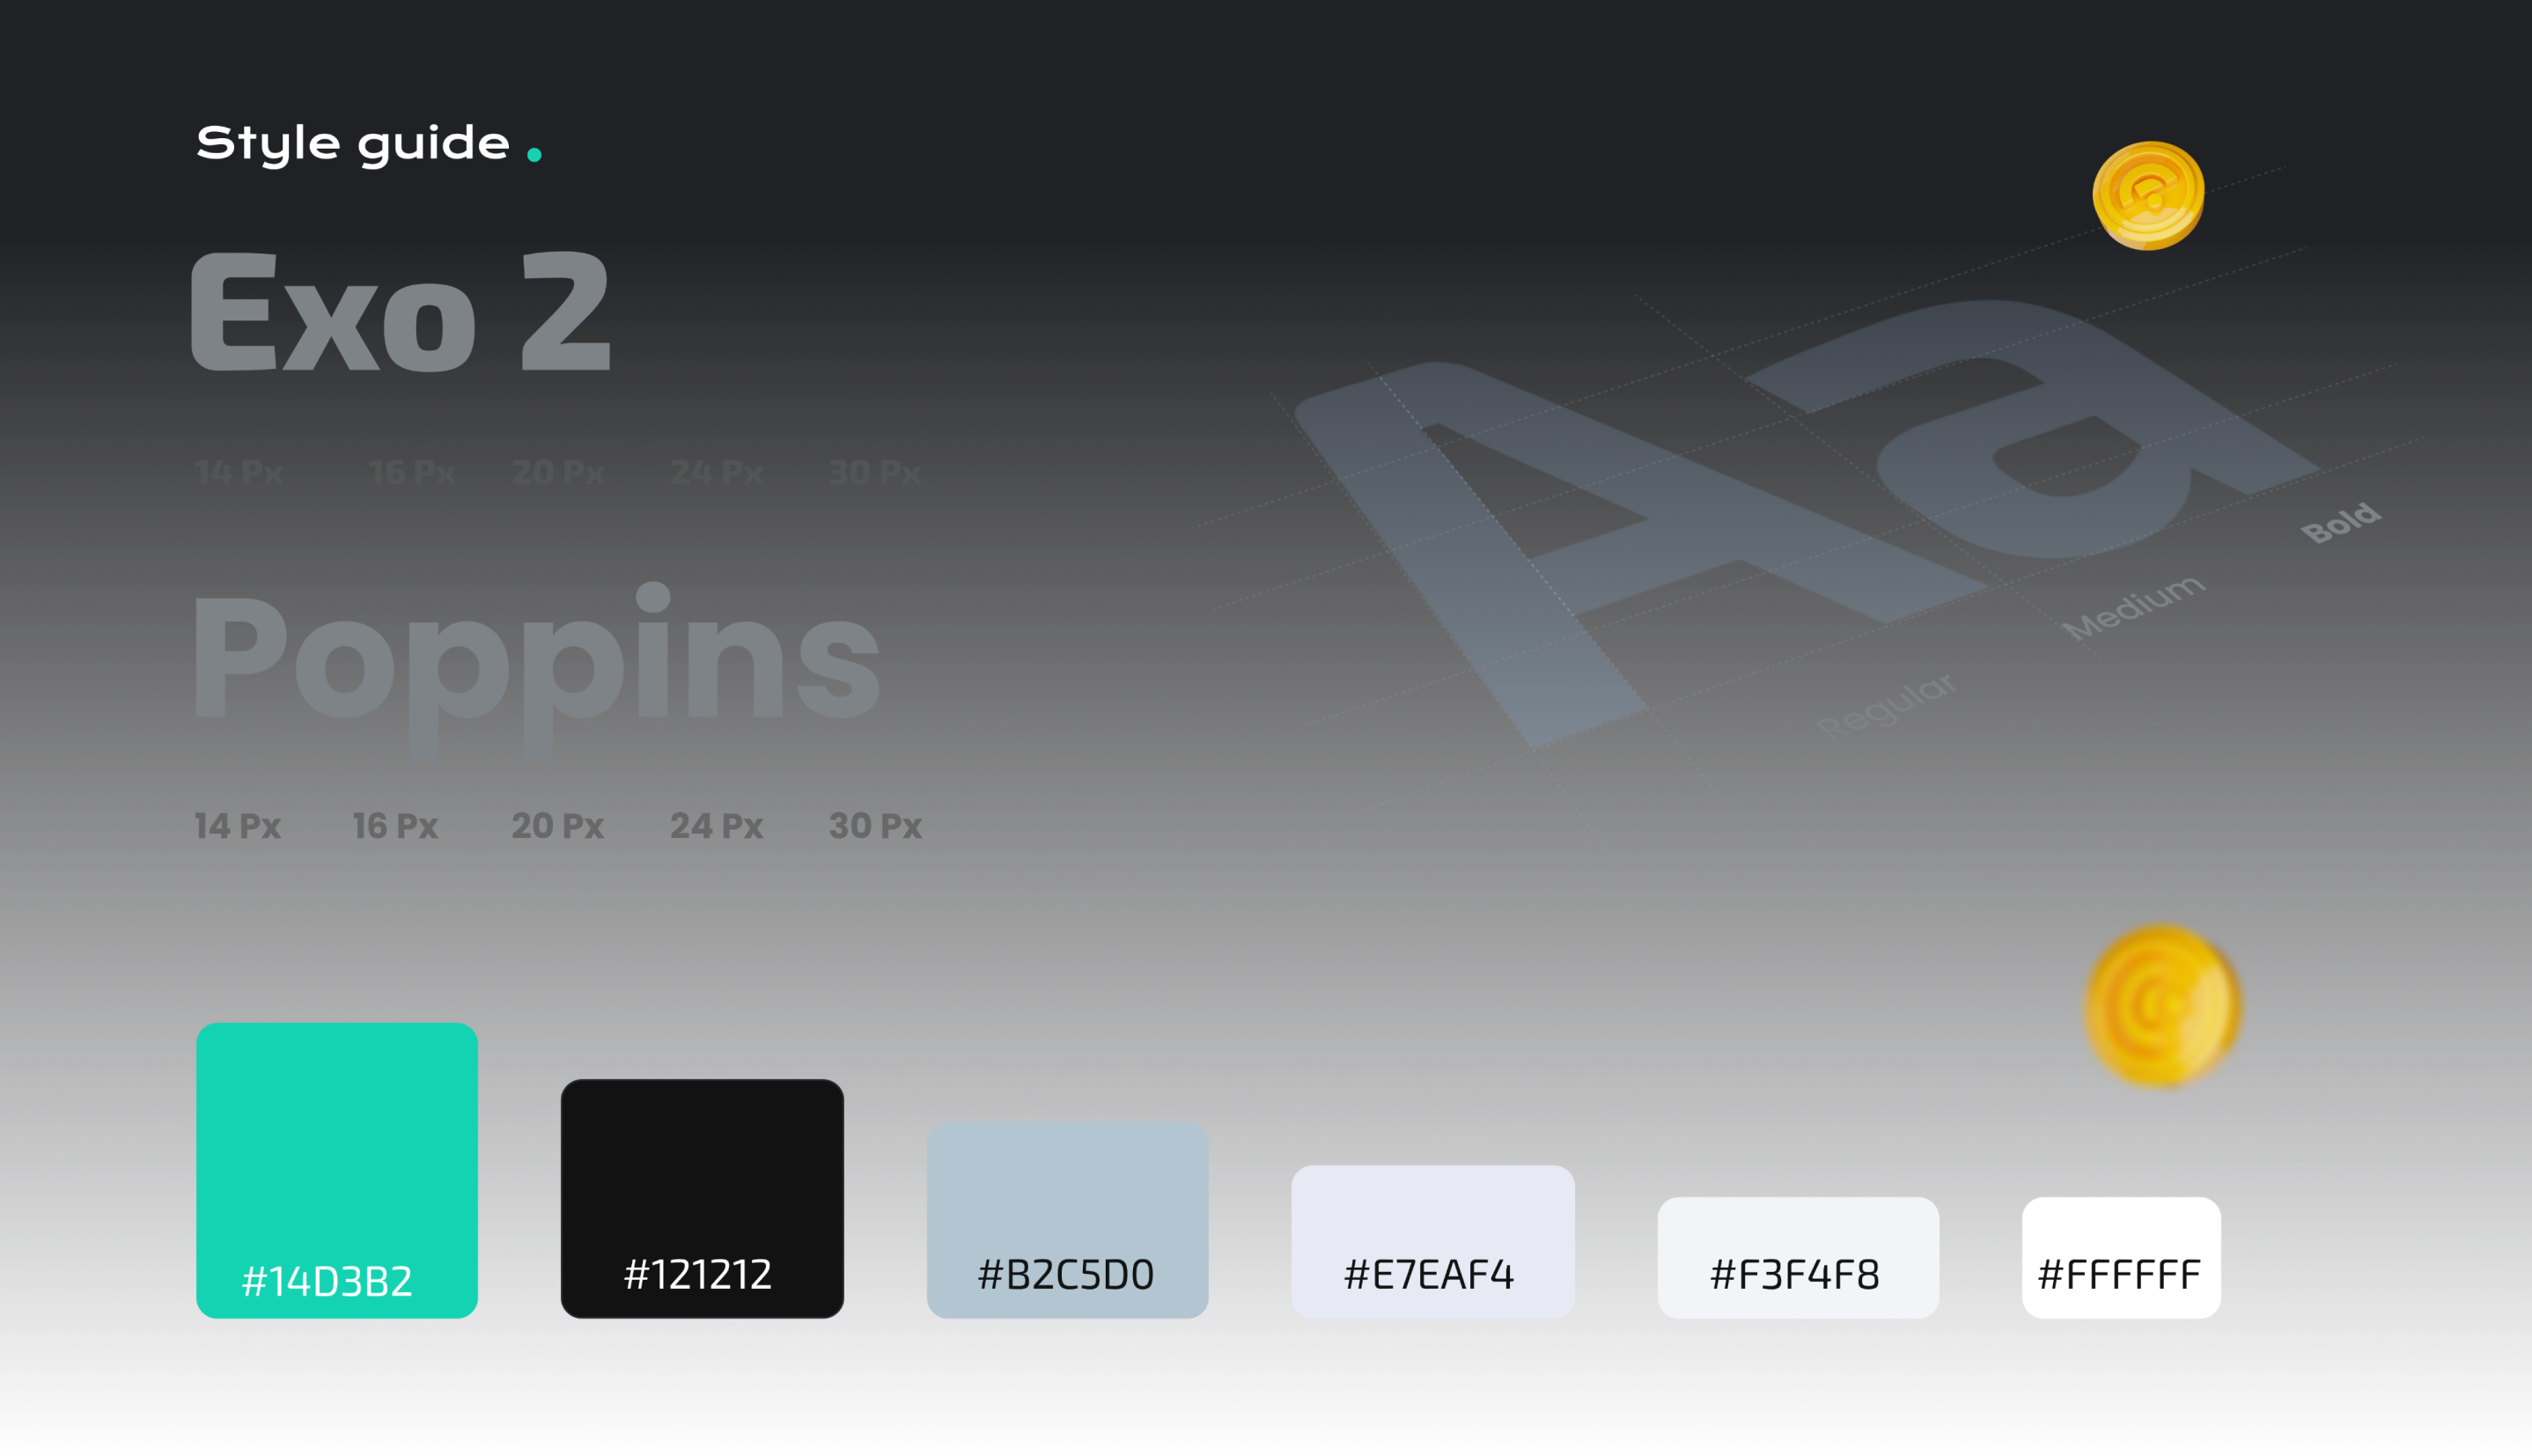 Style guide .
Exo 2
14 Px 16 Px 20 Px 24 Px 30 Px
Aa
Bold
Medium
Regular
Poppins
14 Px 16 Px 20 Px 24 Px 30 Px
#14D3B2 #121212 #B2C5D0 #E7EAF4 #F3F4F8 #FFFFFF